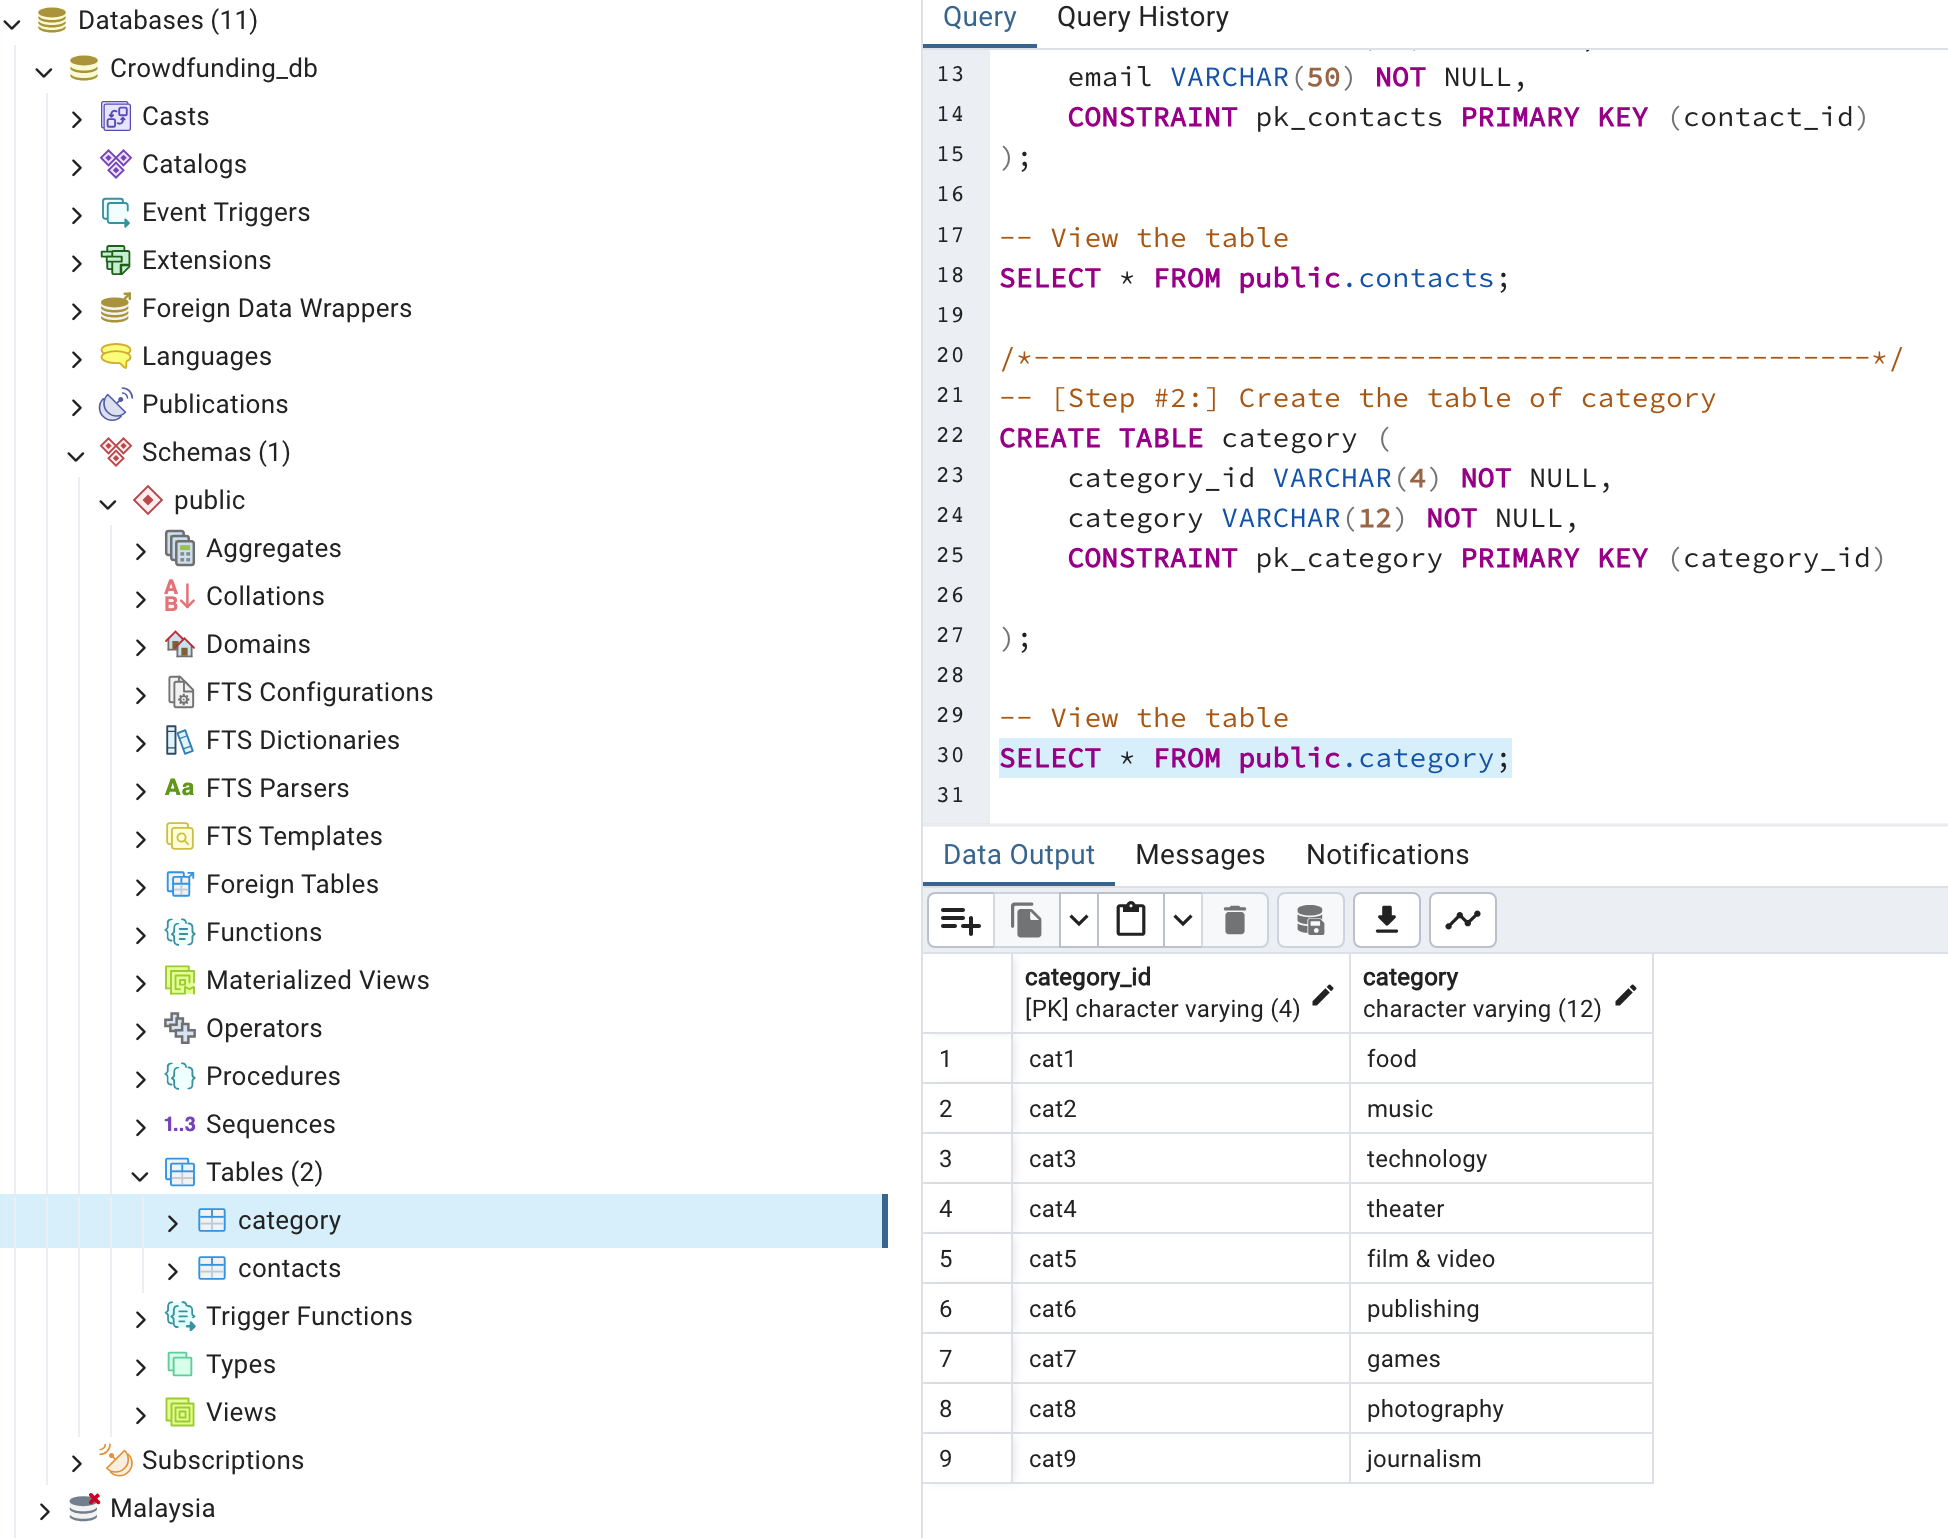 Databases (11)
Crowdfunding_db
Casts
Catalogs
Event Triggers
Extensions
Foreign Data Wrappers
Languages
Publications
Schemas (1)
public
Aggregates
Collations
Domains
FTS Configurations
FTS Dictionaries
Aa FTS Parsers
FTS Templates
Foreign Tables
Functions
Materialized Views
Operators
Procedures
1..3 Sequences
Tables (2)
category
contacts
Trigger Functions
Types
Views
Subscriptions
Malaysia
Query Query History
13 email VARCHAR(50) NOT NULL,
14 CONSTRAINT pk_contacts PRIMARY KEY (contact_id)
15 );
16
17 -- View the table
18 SELECT * FROM public.contacts;
19
20 /*-------------------------------------------------*/
21 -- [Step #2:] Create the table of category
22 CREATE TABLE category (
23 category_id VARCHAR(4) NOT NULL,
24 category VARCHAR(12) NOT NULL,
25 CONSTRAINT pk_category PRIMARY KEY (category_id)
26
27 );
28
29 -- View the table
30 SELECT * FROM public.category;
31
Data Output Messages Notifications
category_id category
[PK] character varying (4) character varying (12)
1 cat1 food
2 cat2 music
3 cat3 technology
4 cat4 theater
5 cat5 film & video
6 cat6 publishing
7 cat7 games
8 cat8 photography
9 cat9 journalism